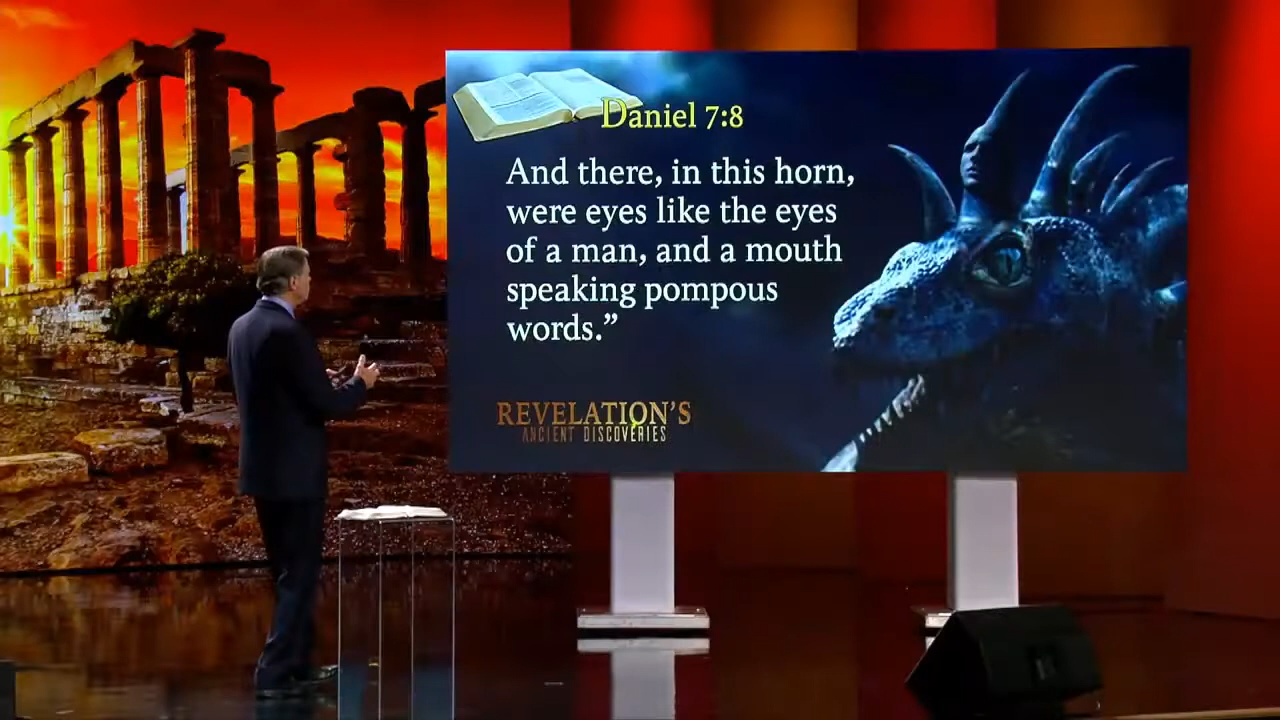 Daniel 7:8
And there, in this horn,
were eyes like the eyes
of a man, and a mouth
speaking pompous
words.”
REVELATION'S
ANCIENT DISCOVERIES